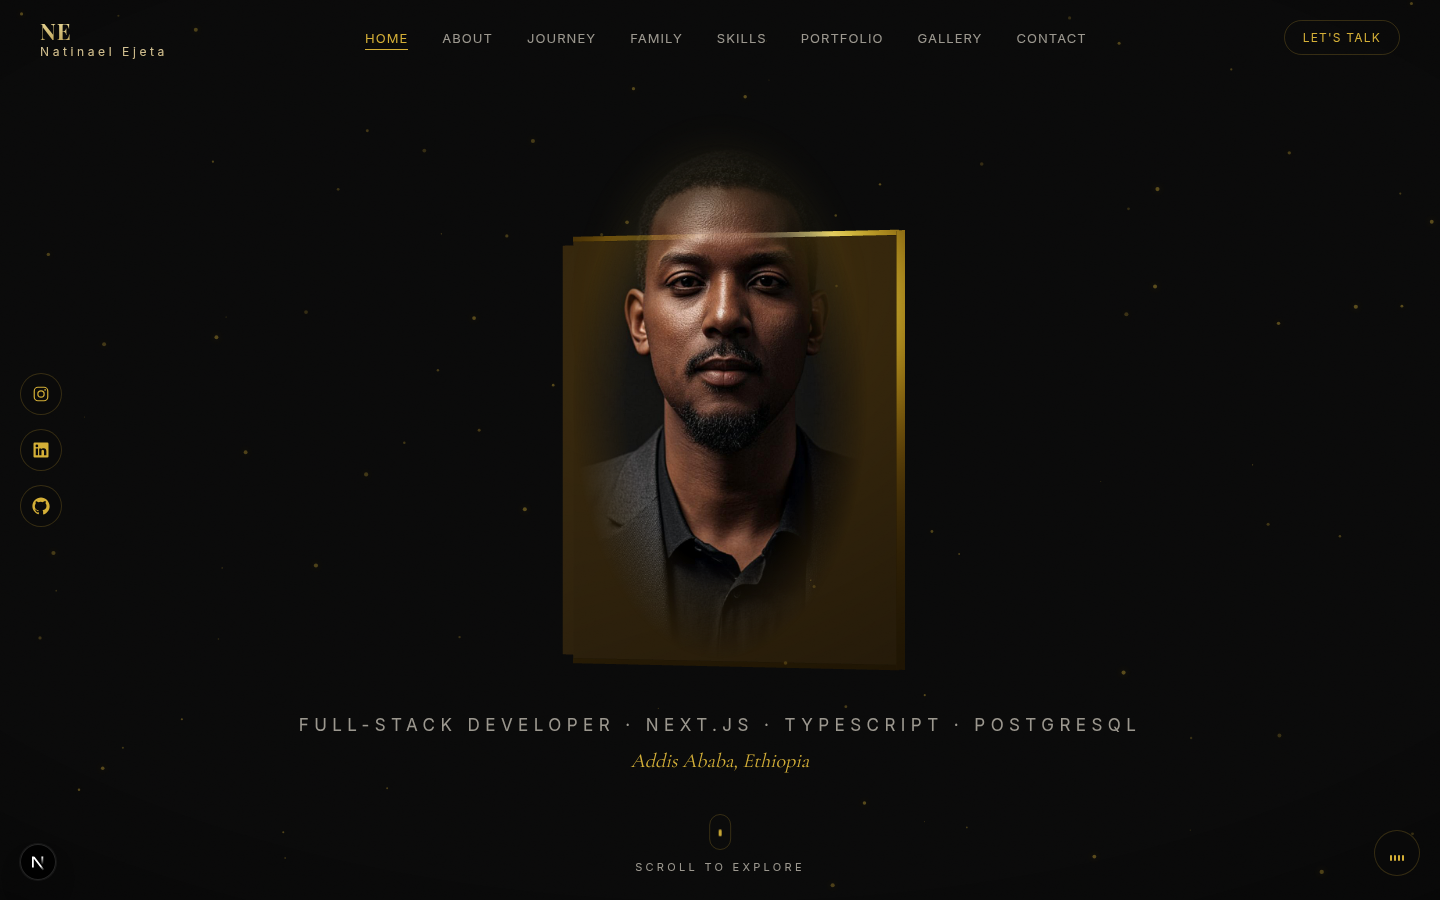 NE
Natinael Ejeta
HOME ABOUT JOURNEY FAMILY SKILLS PORTFOLIO GALLERY CONTACT
LET'S TALK
FULL-STACK DEVELOPER · NEXT.JS · TYPESCRIPT · POSTGRESQL
Addis Ababa, Ethiopia
SCROLL TO EXPLORE